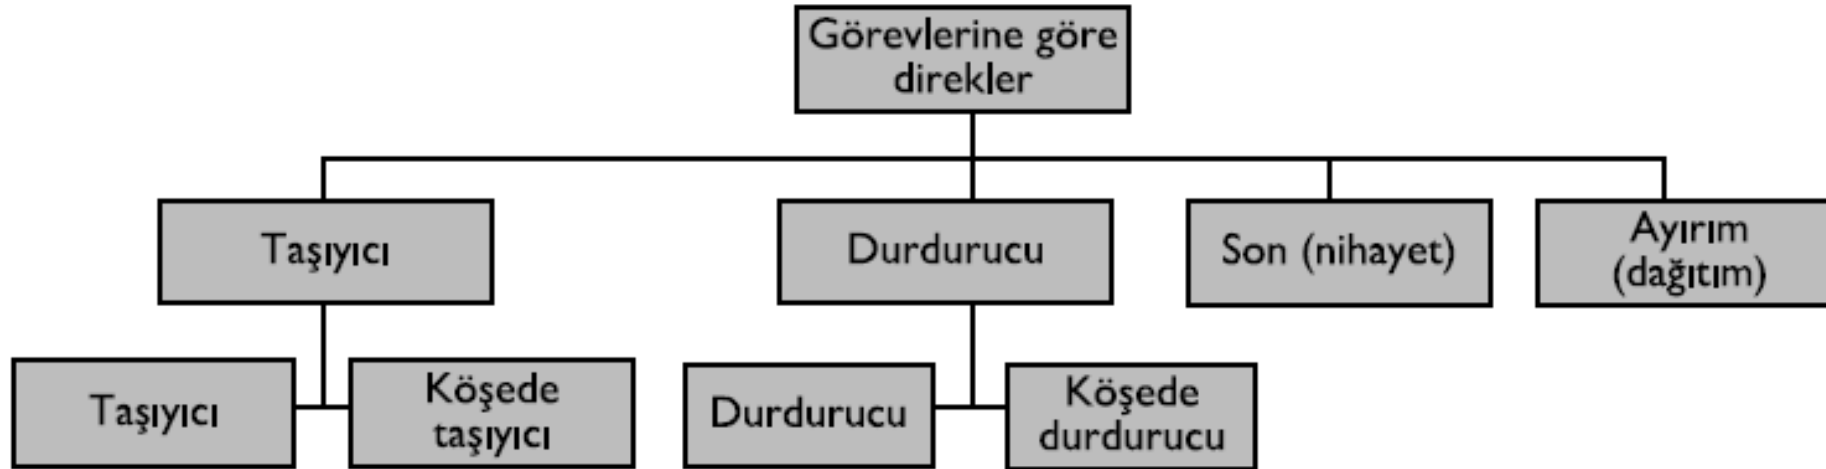 Görevlerine göre
direkler
Taşıyıcı
Durdurucu
Son (nihayet)
Ayırım
(dağıtım)
Taşıyıcı
Köşede
taşıyıcı
Durdurucu
Köşede
durdurucu